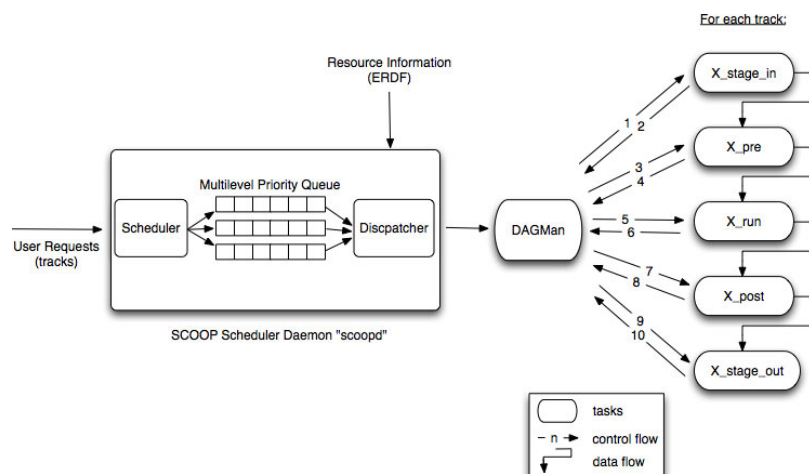 For each track:
Resource Information
(ERDF)
X_stage_in
1
2
X_pre
3
4
Multilevel Priority Queue
Scheduler
Discpatcher
DAGMan
5
6
X_run
User Requests
(tracks)
7
8
X_post
9
10
SCOOP Scheduler Daemon "scoopd"
X_stage_out
tasks
n
control flow
data flow